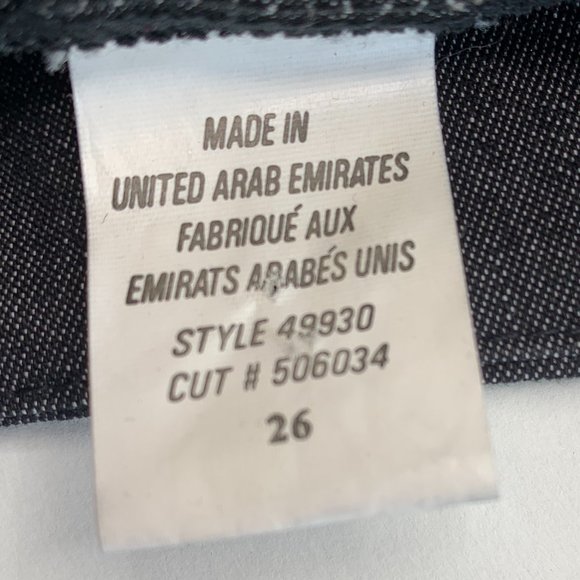 MADE IN
UNITED ARAB EMIRATES
FABRIQUÉ AUX
EMIRATS ARABÉS UNIS
STYLE 49930
CUT # 506034
26